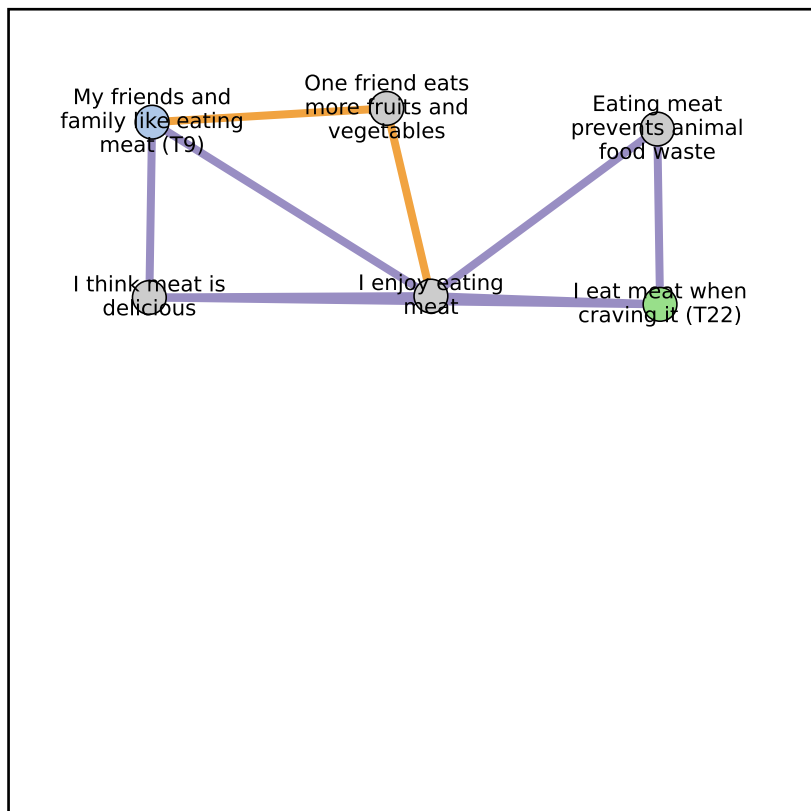 My friends and
family like eating
meat (T9)
One friend eats
more fruits and
vegetables
Eating meat
prevents animal
food waste
I think meat is
delicious
I enjoy eating
meat
I eat meat when
craving it (T22)